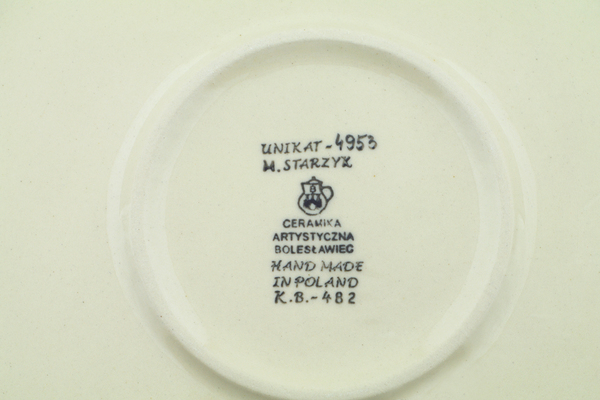 UNIKAT-4953
M. STARZYK
B
CERAMIKA
ARTYSTYCZNA
BOLESŁAWIEC
HAND MADE
IN POLAND
K.B.-482